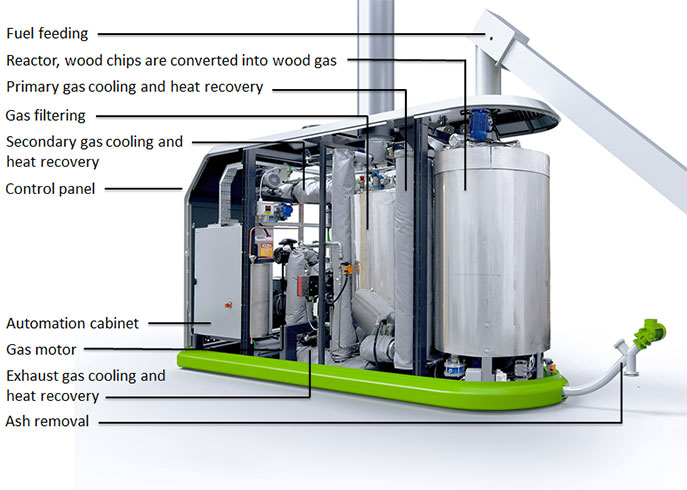 Fuel feeding
Reactor, wood chips are converted into wood gas
Primary gas cooling and heat recovery
Gas filtering
Secondary gas cooling and
heat recovery
Control panel
Automation cabinet
Gas motor
Exhaust gas cooling and
heat recovery
Ash removal